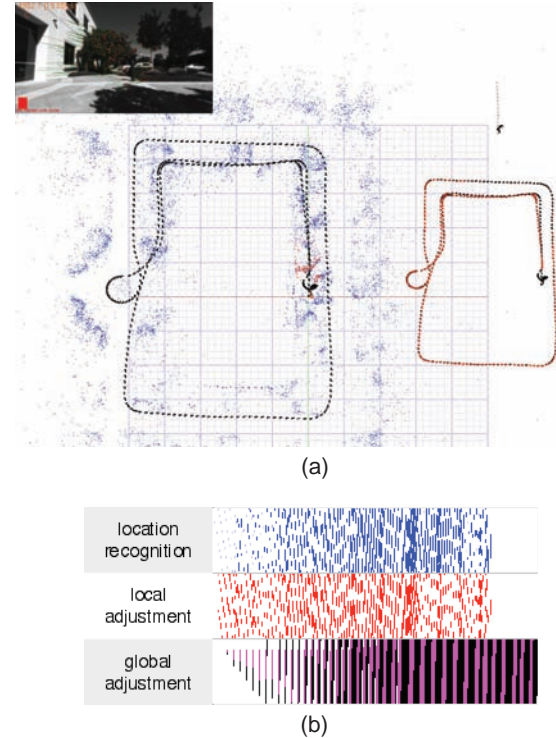 (a)
location
recognition
local
adjustment
global
adjustment
(b)